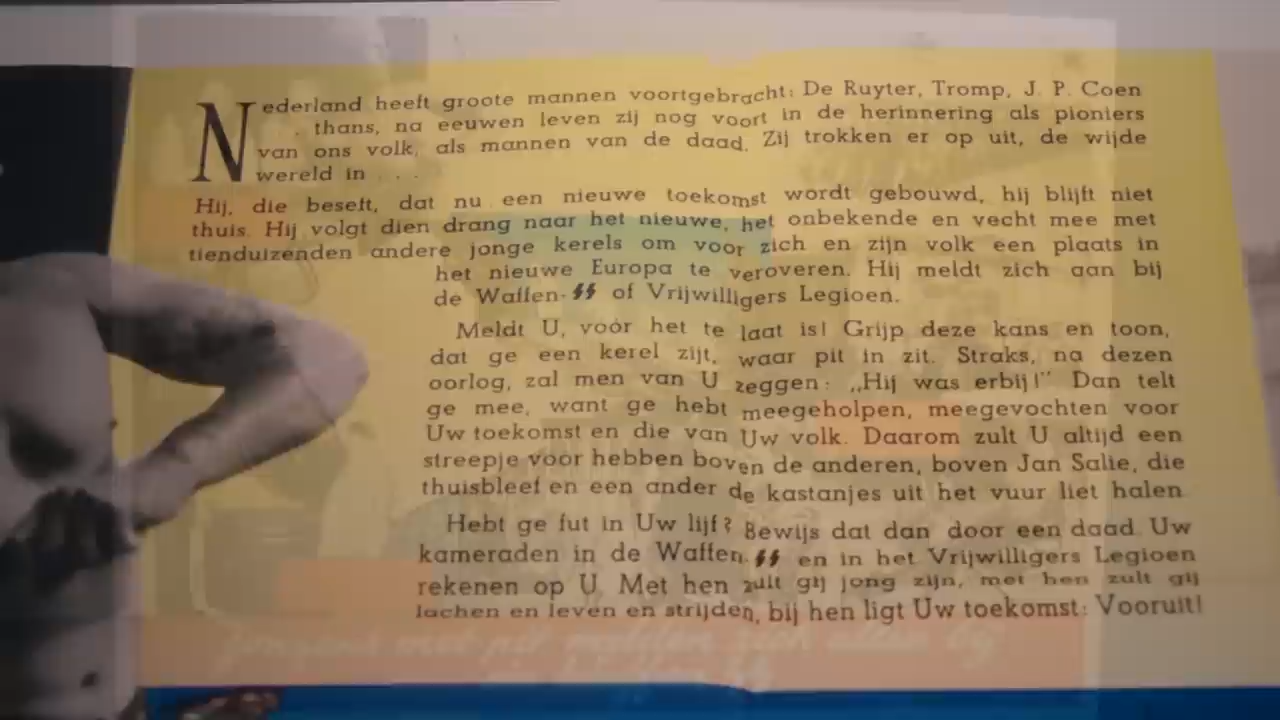 Nederland heeft groote mannen voortgebracht: De Ruyter, Tromp, J. P. Coen
. thans, na eeuwen leven zij nog voort in de herinnering als pioniers
van ons volk, als mannen van de daad. Zij trokken er op uit, de wijde
wereld in . . .
Hij, die beseft, dat nu een nieuwe toekomst wordt gebouwd, hij blijft niet
thuis. Hij volgt dien drang naar het nieuwe, het onbekende en vecht mee met
tienduizenden andere jonge kerels om voor zich en zijn volk een plaats in
het nieuwe Europa te veroveren. Hij meldt zich aan bij
de Waffen-SS of Vrijwilligers Legioen.
Meldt U, vóór het te laat is! Grijp deze kans en toon,
dat ge een kerel zijt, waar pit in zit. Straks, na dezen
oorlog, zal men van U zeggen: „Hij was erbij!” Dan telt
ge mee, want ge hebt meegeholpen, meegevochten voor
Uw toekomst en die van Uw volk. Daarom zult U altijd een
streepje voor hebben boven de anderen, boven Jan Salie, die
thuisbleef en een ander de kastanjes uit het vuur liet halen.
Hebt ge fut in Uw lijf? Bewijs dat dan door een daad. Uw
kameraden in de Waffen-SS en in het Vrijwilligers Legioen
rekenen op U. Met hen zult gij jong zijn, met hen zult gij
lachen en leven en strijden, bij hen ligt Uw toekomst: Vooruit!
Jongens met pit melden zich allen bij